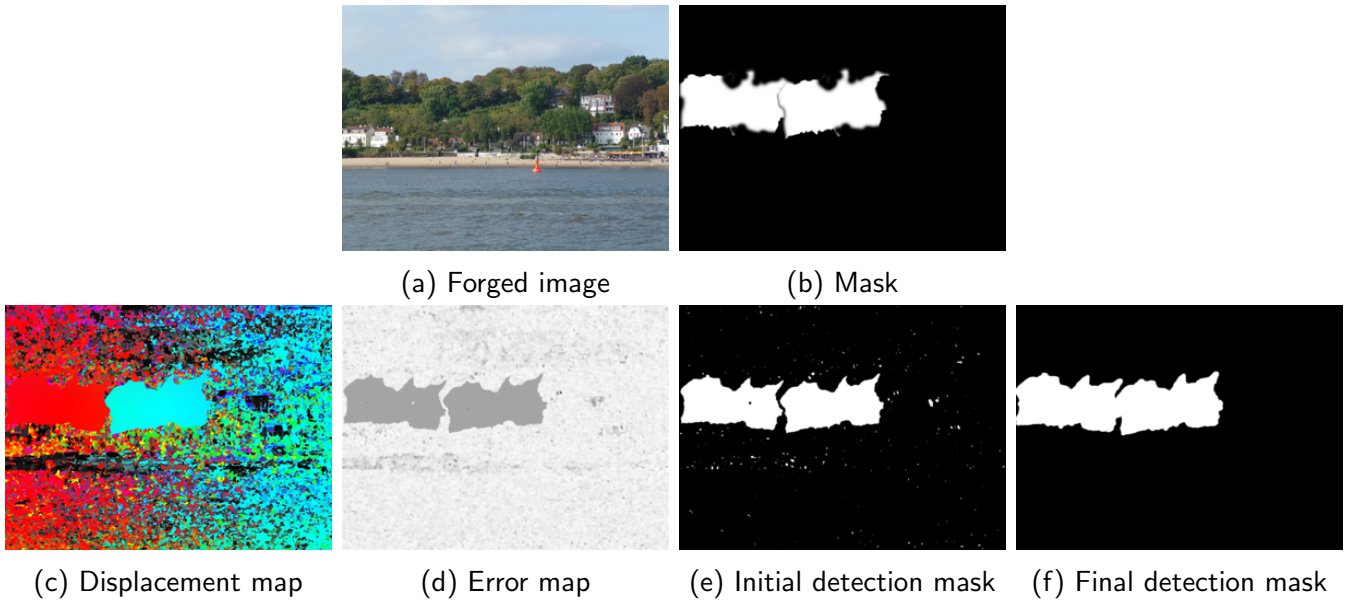 (a) Forged image
(b) Mask
(c) Displacement map
(d) Error map
(e) Initial detection mask
(f) Final detection mask